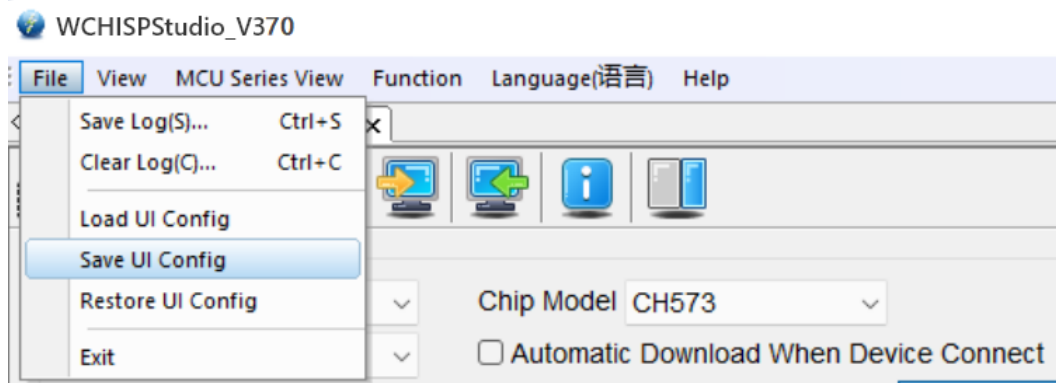 WCHISPStudio_V370
File View MCU Series View Function Language(语言) Help
Save Log(S)... Ctrl+S
Clear Log(C)... Ctrl+C
Load UI Config
Save UI Config
Restore UI Config
Chip Model CH573
Exit
Automatic Download When Device Connect